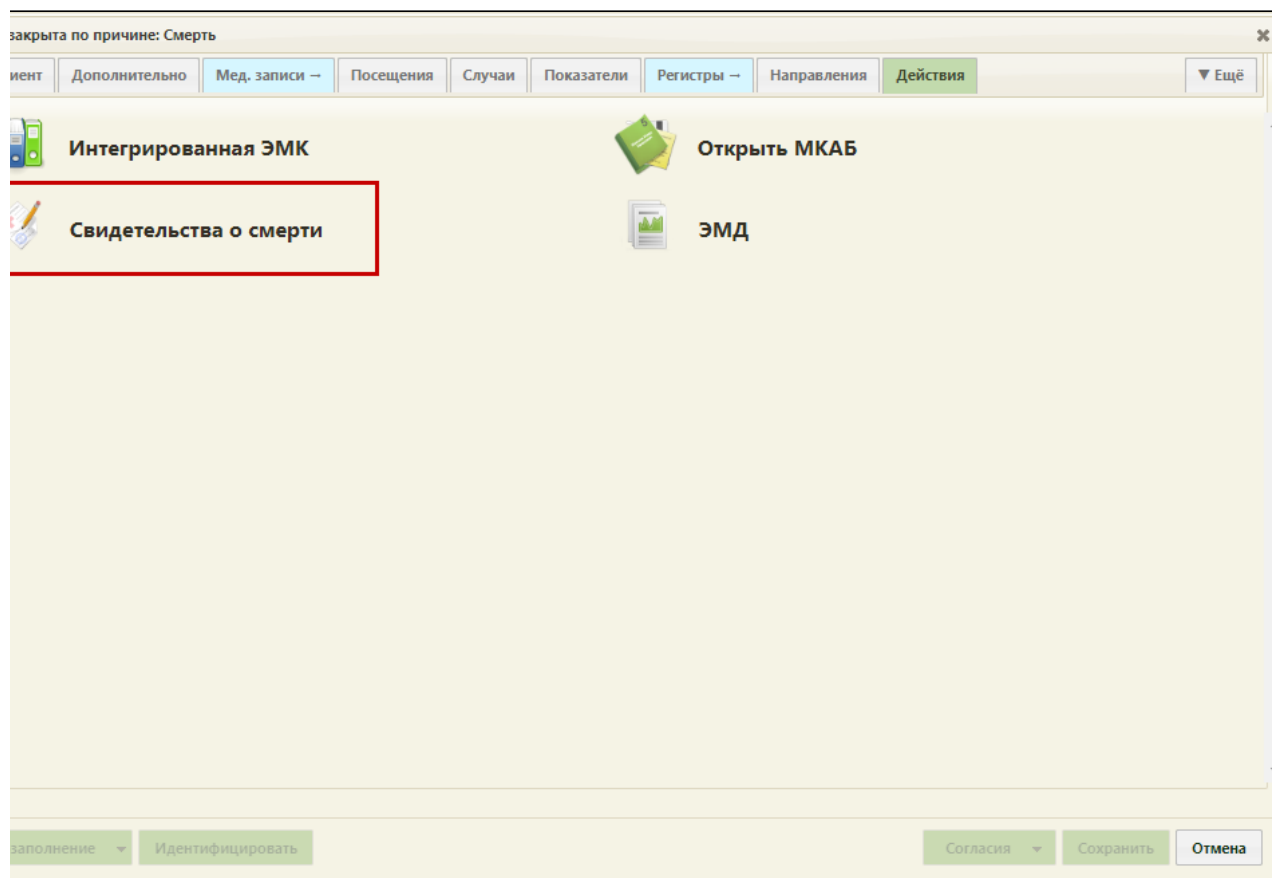 закрыта по причине: Смерть
иент Дополнительно Мед. записи → Посещения Случаи Показатели Регистры → Направления Действия ▼ Ещё
Интегрированная ЭМК Открыть МКАБ
Свидетельства о смерти ЭМД
заполнение Идентифицировать Согласия Сохранить Отмена